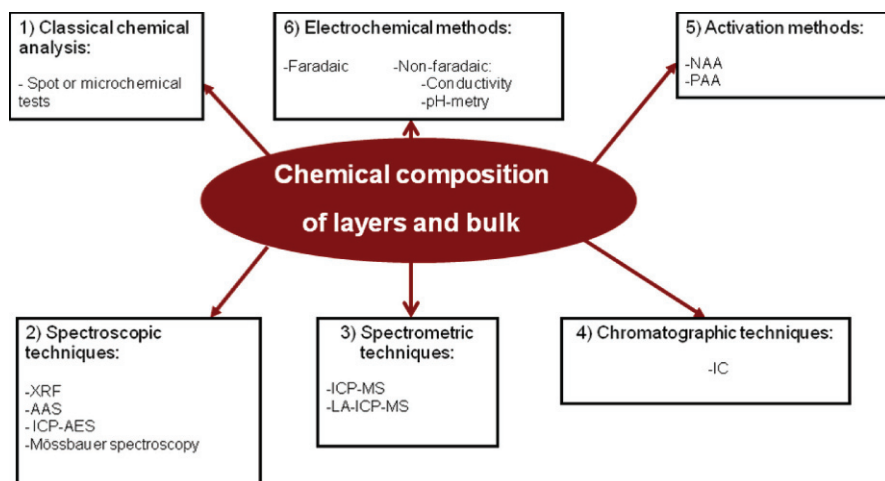 1) Classical chemical
analysis:
- Spot or microchemical
tests
6) Electrochemical methods:
-Faradaic -Non-faradaic:
-Conductivity
-pH-metry
5) Activation methods:
-NAA
-PAA
Chemical composition
of layers and bulk
2) Spectroscopic
techniques:
-XRF
-AAS
-ICP-AES
-Mössbauer spectroscopy
3) Spectrometric
techniques:
-ICP-MS
-LA-ICP-MS
4) Chromatographic techniques:
-IC